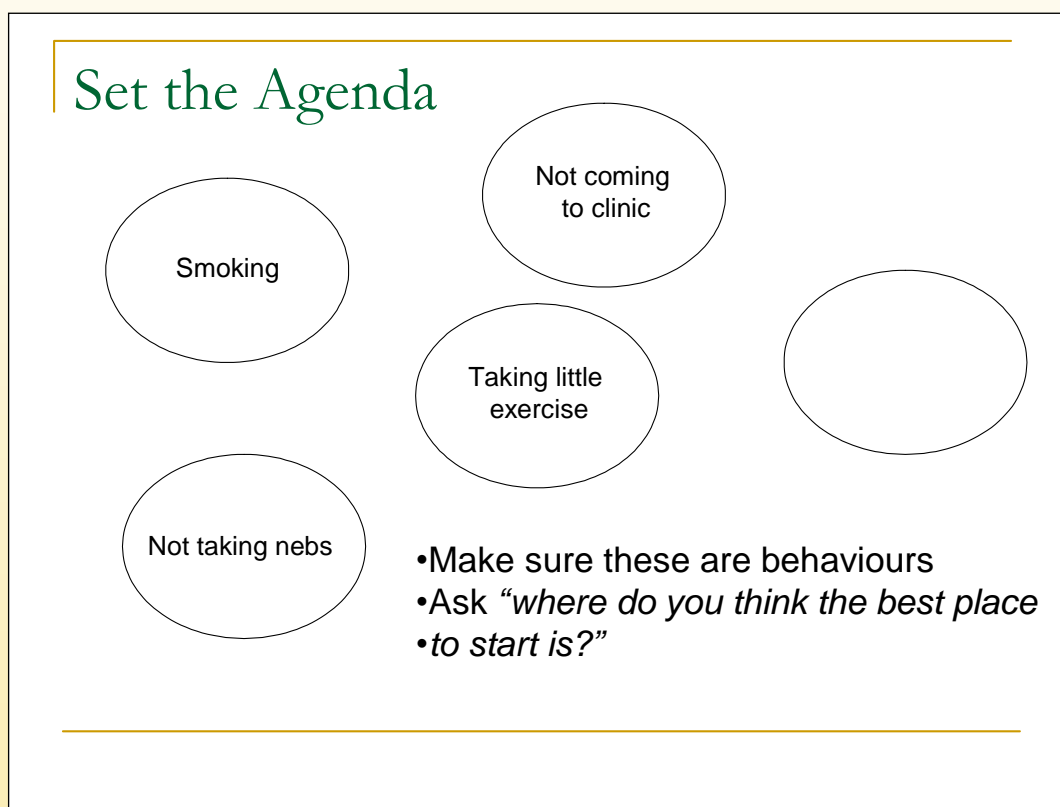 Set the Agenda
Not coming
to clinic
Smoking
Taking little
exercise
Not taking nebs
•Make sure these are behaviours
•Ask “where do you think the best place
•to start is?”